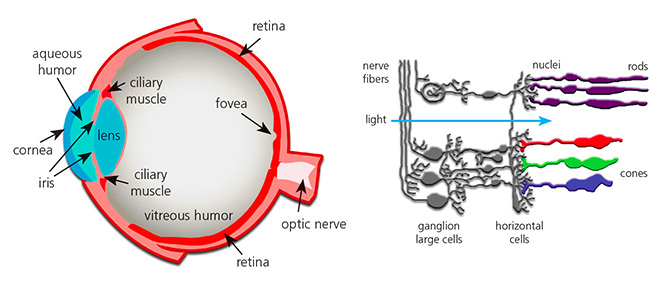 retina
aqueous
humor
ciliary
muscle
fovea
lens
cornea
iris
ciliary
muscle
vitreous humor
optic nerve
retina
nerve
fibers
nuclei
rods
light
cones
ganglion
large cells
horizontal
cells